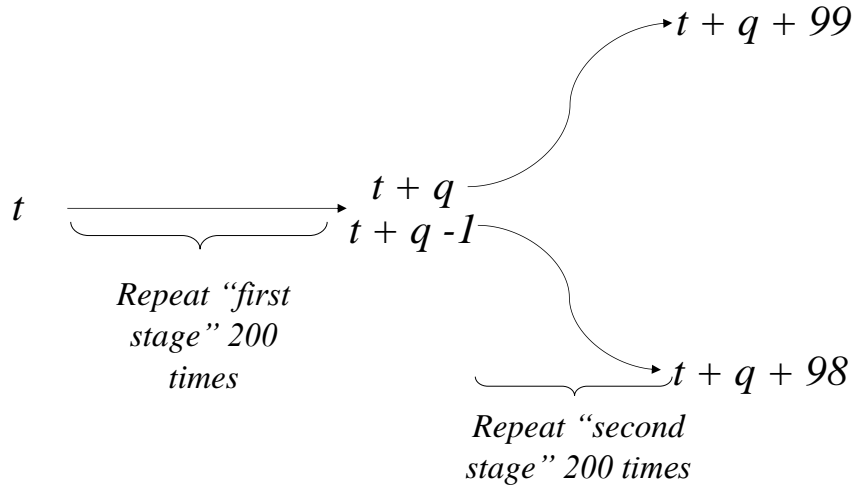 t + q + 99
t
t + q
t + q -1
Repeat “first
stage” 200
times
t + q + 98
Repeat “second
stage” 200 times